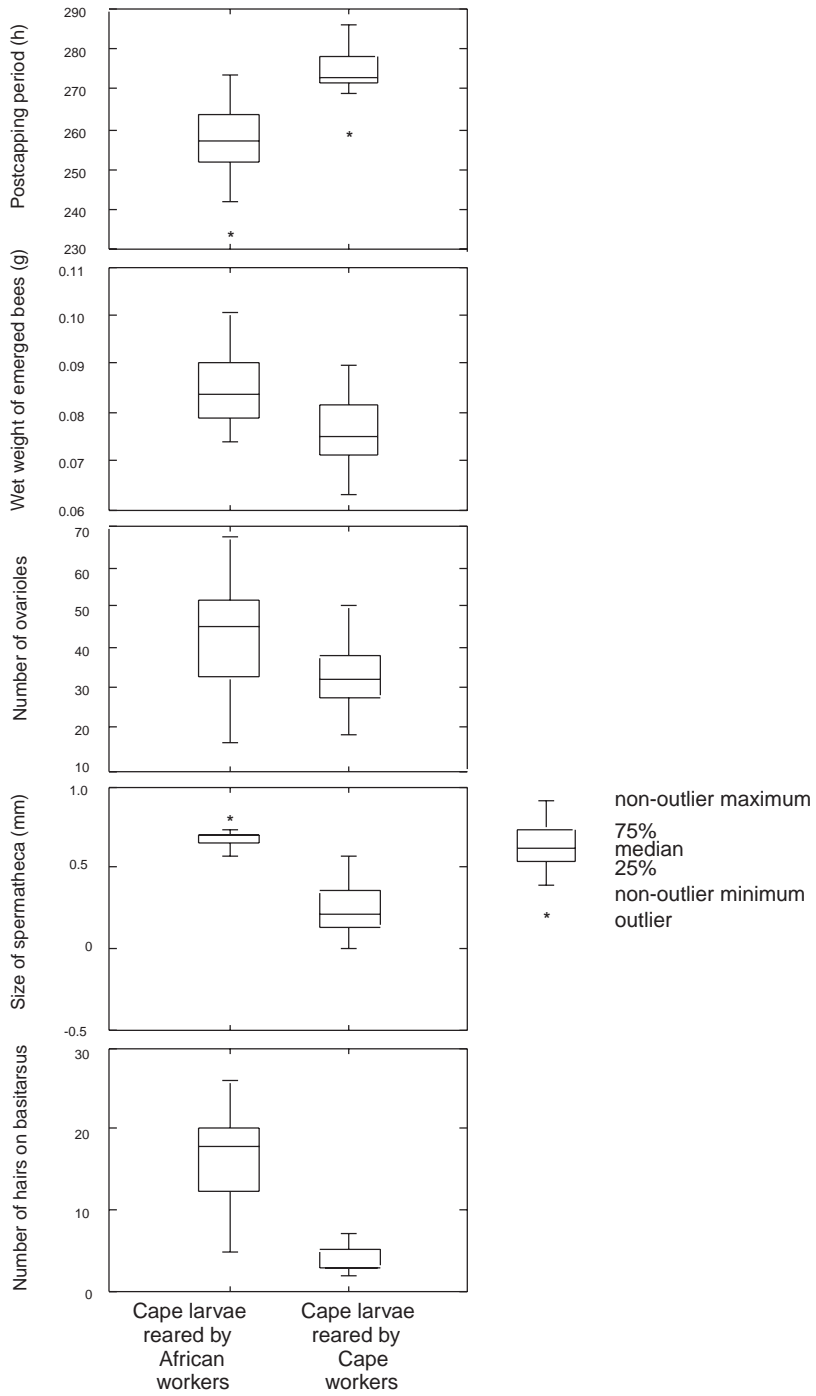 Postcapping period (h)
290
280
270
260
250
240
230
Wet weight of emerged bees (g)
0.11
0.10
0.09
0.08
0.07
0.06
Number of ovarioles
70
60
50
40
30
20
10
Size of spermatheca (mm)
1.0
0.5
0
-0.5
Number of hairs on basitarsus
30
20
10
0
Cape larvae
reared by
African
workers
Cape larvae
reared by
Cape
workers
non-outlier maximum
75%
median
25%
non-outlier minimum
* outlier